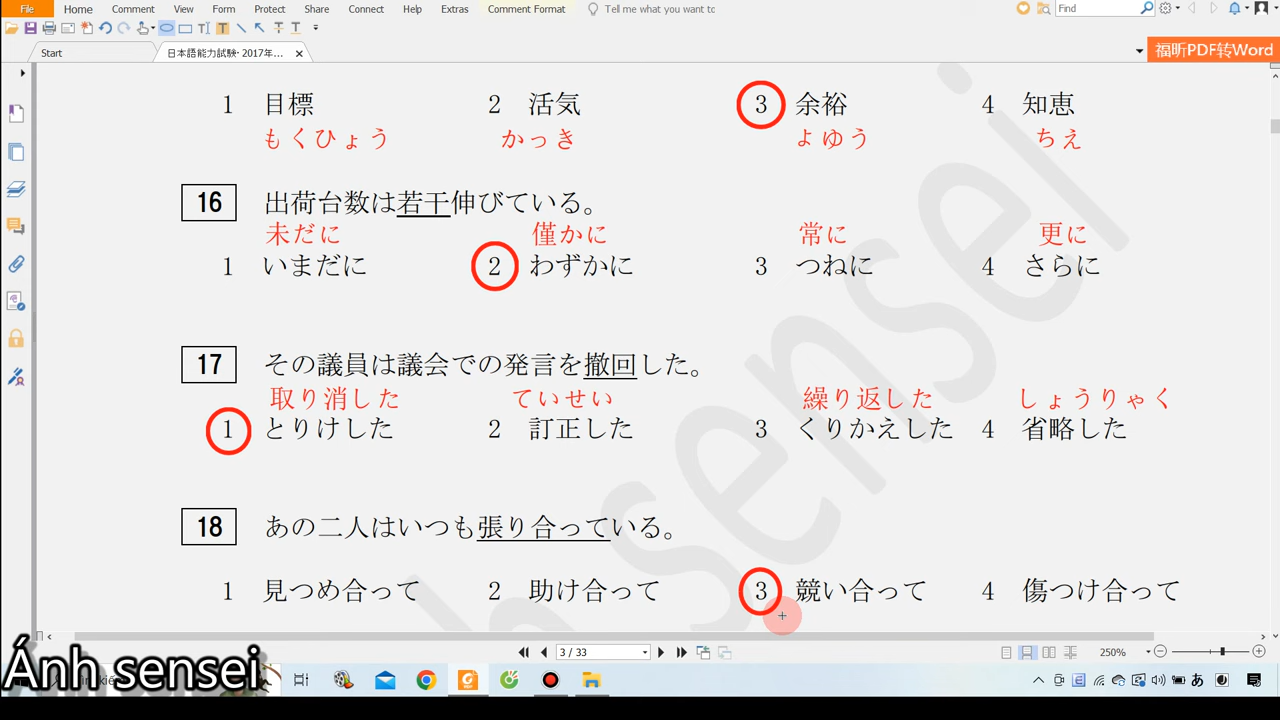 File Home Comment View Form Protect Share Connect Help Extras Comment Format Tell me what you want to Find
Start 日本語能力試験· 2017年... 福昕PDF转Word
1 目標 2 活気 3 余裕 4 知恵
もくひょう かっき よゆう ちえ
16 出荷台数は若干伸びている。
未だに 僅かに 常に 更に
1 いまだに 2 わずかに 3 つねに 4 さらに
17 その議員は議会での発言を撤回した。
取り消した ていせい 繰り返した しょうりゃく
1 とりけした 2 訂正した 3 くりかえした 4 省略した
18 あの二人はいつも張り合っている。
1 見つめ合って 2 助け合って 3 競い合って 4 傷つけ合って
sensei
3 / 33 250%
Ánh sensei